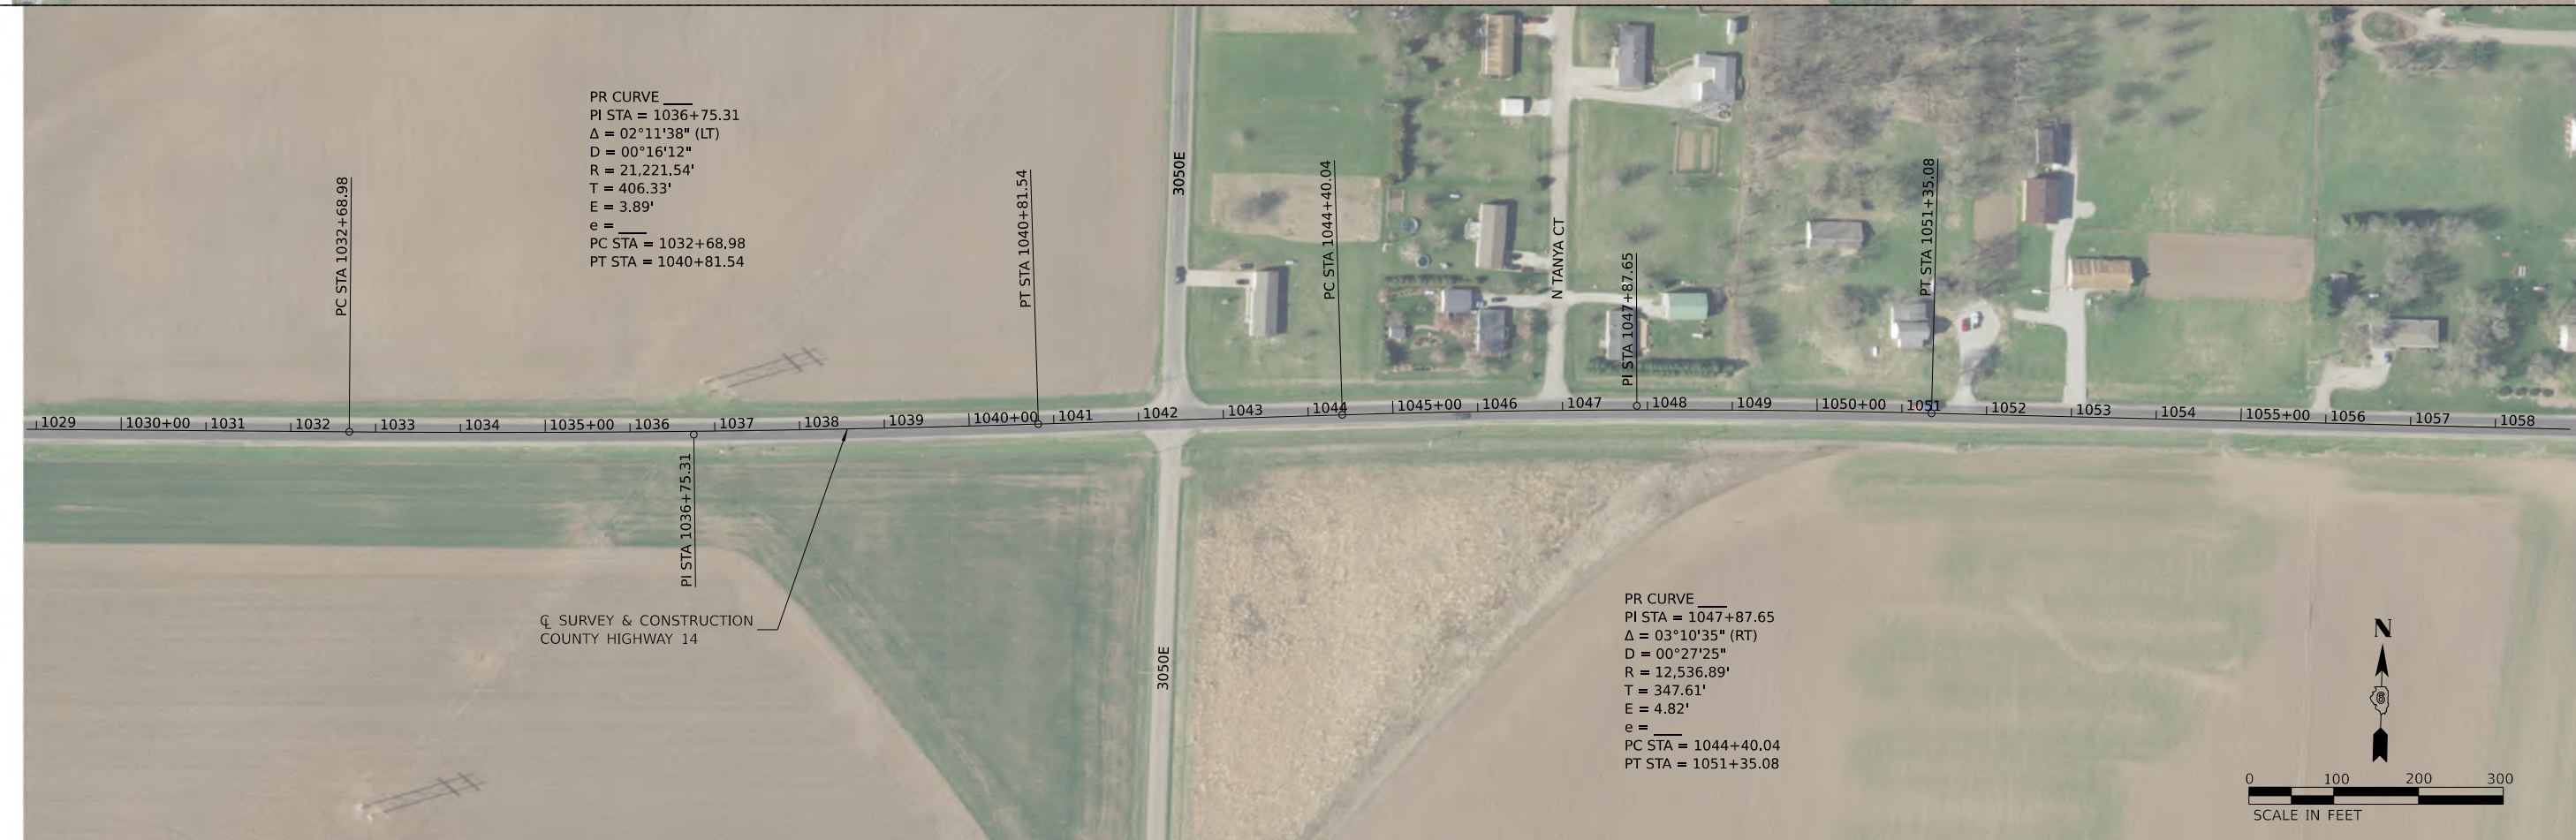 PR CURVE ____
PI STA = 1036+75.31
Δ = 02°11'38" (LT)
D = 00°16'12"
R = 21,221.54'
T = 406.33'
E = 3.89'
e = ____
PC STA = 1032+68.98
PT STA = 1040+81.54
PC STA 1032+68.98
PT STA 1040+81.54
3050E
PC STA 1044+40.04
N TANYA CT
PI STA 1047+87.65
PT STA 1051+35.08
1029 1030+00 1031 1032 1033 1034 1035+00 1036 1037 1038 1039 1040+00 1041 1042 1043 1044 1045+00 1046 1047 1048 1049 1050+00 1051 1052 1053 1054 1055+00 1056 1057 1058
PI STA 1036+75.31
℄ SURVEY & CONSTRUCTION
COUNTY HIGHWAY 14
3050E
PR CURVE ____
PI STA = 1047+87.65
Δ = 03°10'35" (RT)
D = 00°27'25"
R = 12,536.89'
T = 347.61'
E = 4.82'
e = ____
PC STA = 1044+40.04
PT STA = 1051+35.08
N
6
0 100 200 300
SCALE IN FEET